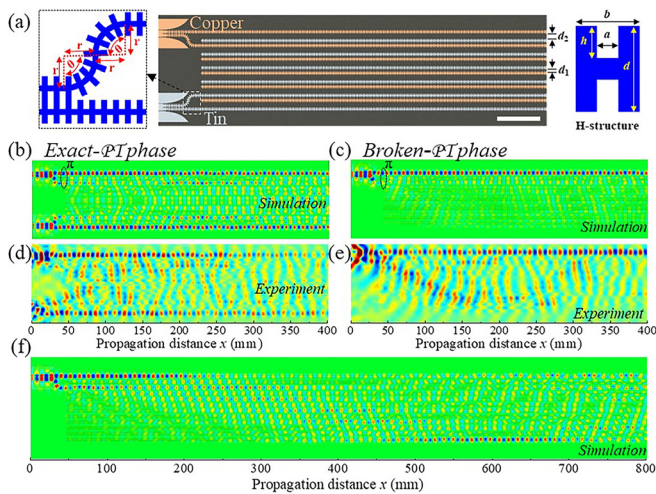 (a)
r
θ
r
r
θ
r
Copper
Tin
d₂
d₁
b
h
a
d
H-structure
(b) Exact-PTphase
(c) Broken-PTphase
π
Simulation
π
Simulation
(d)
Experiment
(e)
Experiment
0 50 100 150 200 250 300 350 400
0 50 100 150 200 250 300 350 400
Propagation distance x (mm)
Propagation distance x (mm)
(f)
Simulation
0 100 200 300 400 500 600 700 800
Propagation distance x (mm)